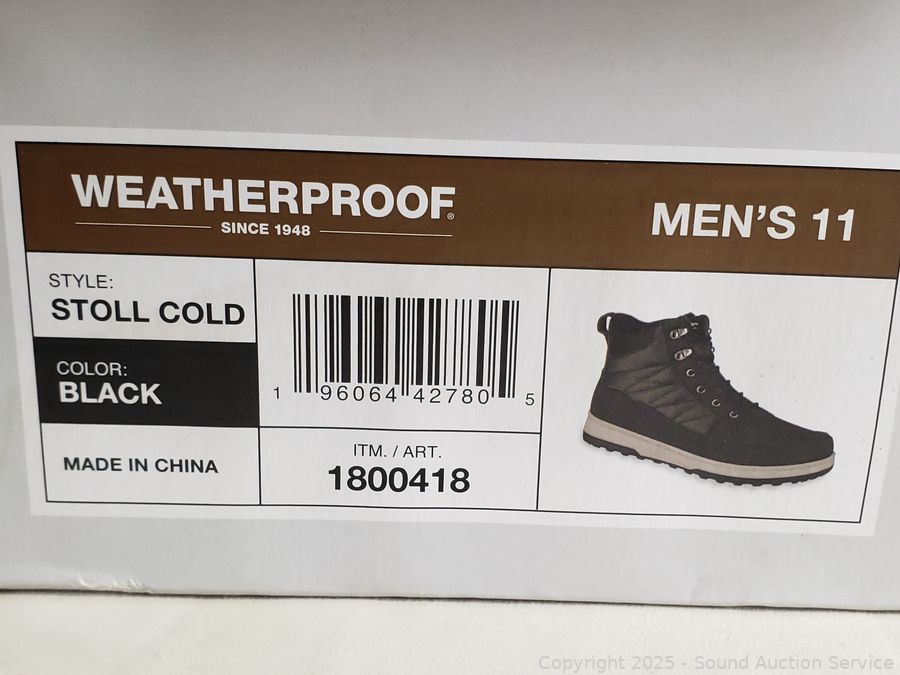 WEATHERPROOF®
SINCE 1948
MEN'S 11
STYLE:
STOLL COLD
COLOR:
BLACK
MADE IN CHINA
1 96064 42780 5
ITM. / ART.
1800418
Copyright © 2025 - Sound Auction Service